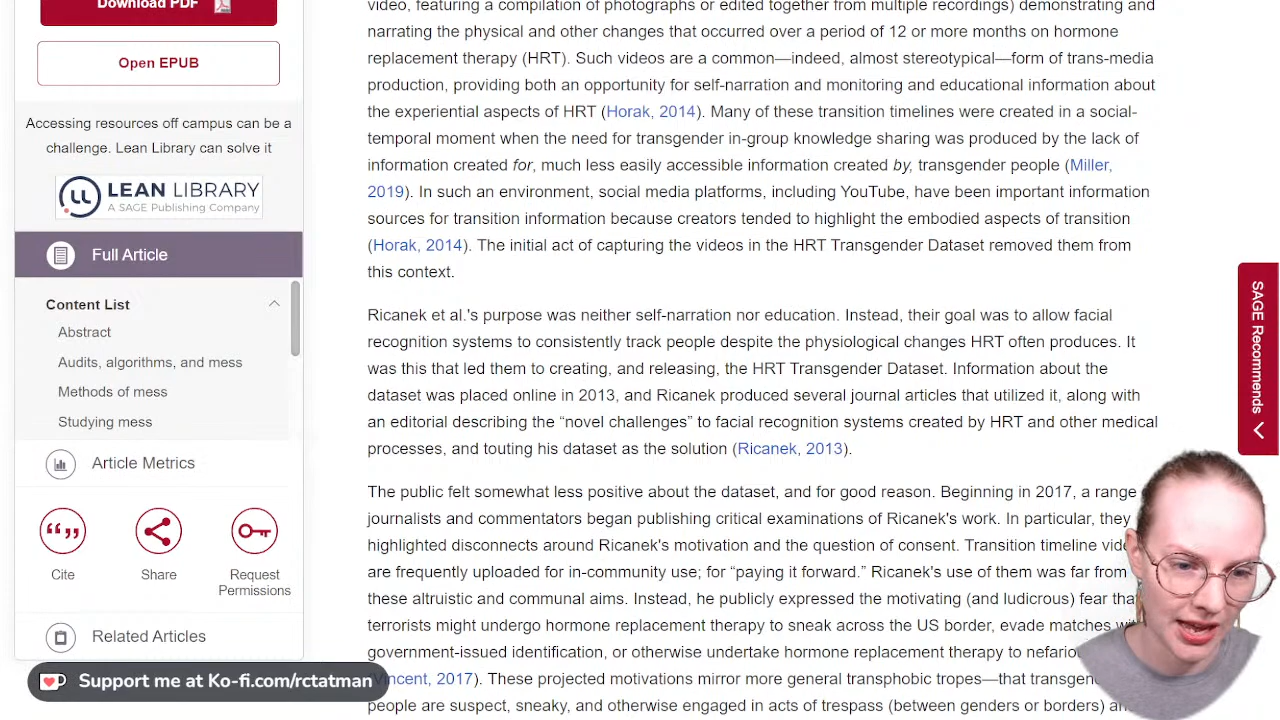 Download PDF
Open EPUB
Accessing resources off campus can be a
challenge. Lean Library can solve it
LEAN LIBRARY
A SAGE Publishing Company
Full Article
Content List
Abstract
Audits, algorithms, and mess
Methods of mess
Studying mess
Article Metrics
Cite
Share
Request
Permissions
Related Articles
Support me at Ko-fi.com/rctatman
video, featuring a compilation of photographs or edited together from multiple recordings) demonstrating and
narrating the physical and other changes that occurred over a period of 12 or more months on hormone
replacement therapy (HRT). Such videos are a common—indeed, almost stereotypical—form of trans-media
production, providing both an opportunity for self-narration and monitoring and educational information about
the experiential aspects of HRT (Horak, 2014). Many of these transition timelines were created in a social-
temporal moment when the need for transgender in-group knowledge sharing was produced by the lack of
information created for, much less easily accessible information created by, transgender people (Miller,
2019). In such an environment, social media platforms, including YouTube, have been important information
sources for transition information because creators tended to highlight the embodied aspects of transition
(Horak, 2014). The initial act of capturing the videos in the HRT Transgender Dataset removed them from
this context.
Ricanek et al.'s purpose was neither self-narration nor education. Instead, their goal was to allow facial
recognition systems to consistently track people despite the physiological changes HRT often produces. It
was this that led them to creating, and releasing, the HRT Transgender Dataset. Information about the
dataset was placed online in 2013, and Ricanek produced several journal articles that utilized it, along with
an editorial describing the “novel challenges” to facial recognition systems created by HRT and other medical
processes, and touting his dataset as the solution (Ricanek, 2013).
The public felt somewhat less positive about the dataset, and for good reason. Beginning in 2017, a range
journalists and commentators began publishing critical examinations of Ricanek's work. In particular, they
highlighted disconnects around Ricanek's motivation and the question of consent. Transition timeline
are frequently uploaded for in-community use; for “paying it forward.” Ricanek's use of them was far from
these altruistic and communal aims. Instead, he publicly expressed the motivating (and ludicrous) fear that
terrorists might undergo hormone replacement therapy to sneak across the US border, evade matches
government-issued identification, or otherwise undertake hormone replacement therapy to
Vincent, 2017). These projected motivations mirror more general transphobic tropes—that
people are suspect, sneaky, and otherwise engaged in acts of trespass (between genders or borders)
SAGE Recommends